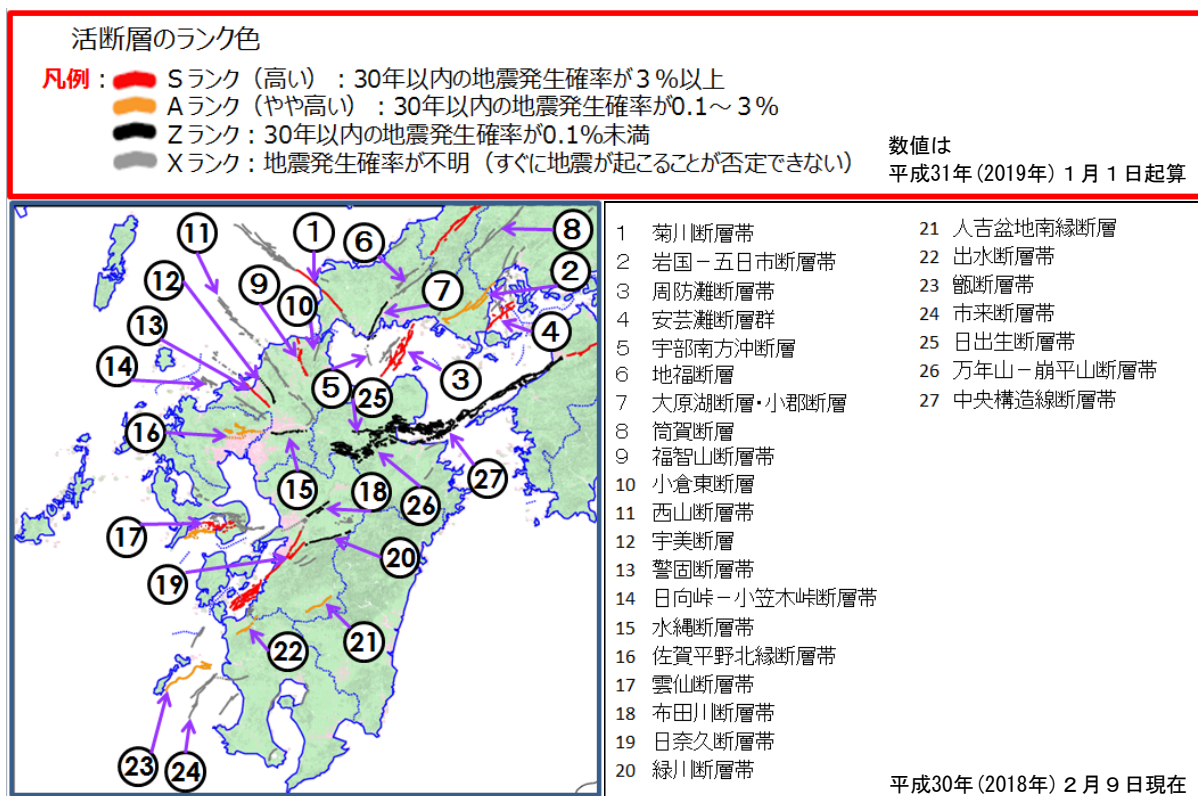 活断層のランク色
凡例：
Sランク（高い）：30年以内の地震発生確率が３％以上
Aランク（やや高い）：30年以内の地震発生確率が0.1～３％
Zランク：30年以内の地震発生確率が0.1％未満
Xランク：地震発生確率が不明（すぐに地震が起こることが否定できない）
数値は
平成31年(2019年) １月１日起算
11
1
6
8
12
9
10
7
2
13
14
5
25
3
4
16
15
18
26
27
17
19
20
22
21
23
24
1 菊川断層帯
2 岩国－五日市断層帯
3 周防灘断層帯
4 安芸灘断層群
5 宇部南方沖断層
6 地福断層
7 大原湖断層・小郡断層
8 筒賀断層
9 福智山断層帯
10 小倉東断層
11 西山断層帯
12 宇美断層
13 警固断層帯
14 日向峠－小笠木峠断層帯
15 水縄断層帯
16 佐賀平野北縁断層帯
17 雲仙断層帯
18 布田川断層帯
19 日奈久断層帯
20 緑川断層帯
21 人吉盆地南縁断層
22 出水断層帯
23 甑断層帯
24 市来断層帯
25 日出生断層帯
26 万年山－崩平山断層帯
27 中央構造線断層帯
平成30年(2018年) ２月９日現在